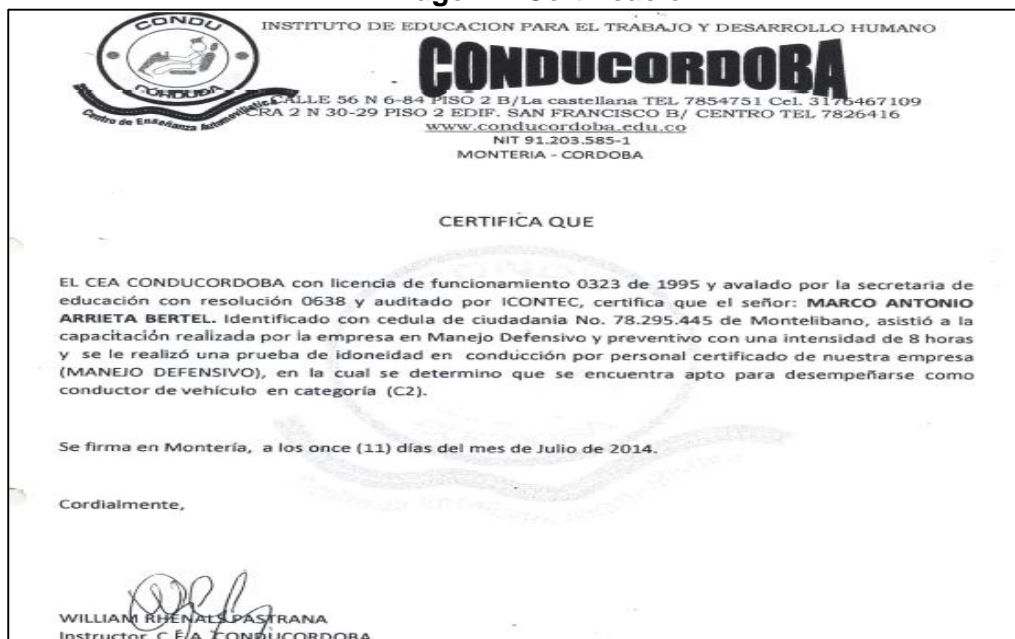 CONDU
CONDUBA
Centro de Enseñanza Automovilistica
INSTITUTO DE EDUCACION PARA EL TRABAJO Y DESARROLLO HUMANO
CONDUCORDOBA
CALLE 56 N 6-84 PISO 2 B/La castellana TEL 7854751 Cel. 3176467109
CRA 2 N 30-29 PISO 2 EDIF. SAN FRANCISCO B/ CENTRO TEL 7826416
www.conducordoba.edu.co
NIT 91.203.585-1
MONTERIA - CORDOBA
CERTIFICA QUE
EL CEA CONDUCORDOBA con licencia de funcionamiento 0323 de 1995 y avalado por la secretaria de
educación con resolución 0638 y auditado por ICONTEC, certifica que el señor: MARCO ANTONIO
ARRIETA BERTEL. Identificado con cedula de ciudadanía No. 78.295.445 de Montelibano, asistió a la
capacitación realizada por la empresa en Manejo Defensivo y preventivo con una intensidad de 8 horas
y se le realizó una prueba de idoneidad en conducción por personal certificado de nuestra empresa
(MANEJO DEFENSIVO), en la cual se determino que se encuentra apto para desempeñarse como
conductor de vehículo en categoría (C2).
Se firma en Montería, a los once (11) días del mes de Julio de 2014.
Cordialmente,
WILLIAM RHENALS PASTRANA
Instructor C.E.A. CONDUCORDOBA